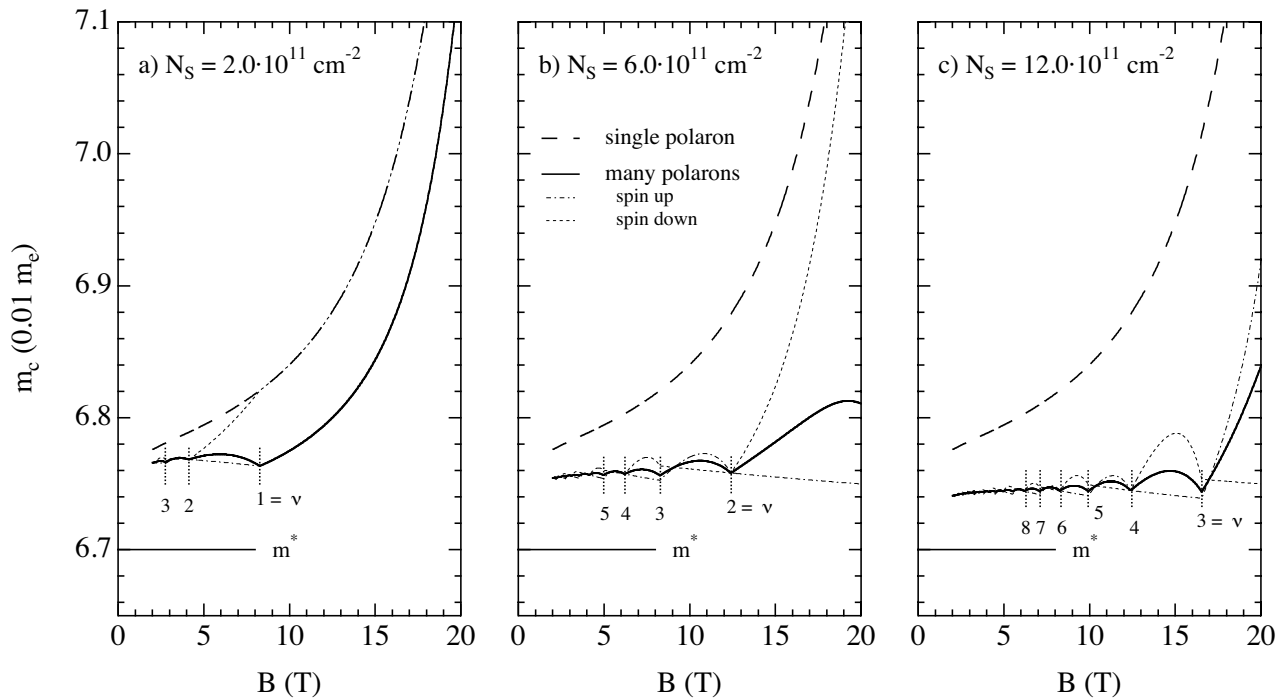 7.1
7.0
6.9
6.8
6.7
m_c (0.01 m_e)
a) N_S = 2.0·10^11 cm^-2
3 2 1 = ν
m^*
0 5 10 15 20
B (T)
b) N_S = 6.0·10^11 cm^-2
single polaron
many polarons
spin up
spin down
5 4 3 2 = ν
m^*
0 5 10 15 20
B (T)
c) N_S = 12.0·10^11 cm^-2
8 7 6 5 4 3 = ν
m^*
0 5 10 15 20
B (T)